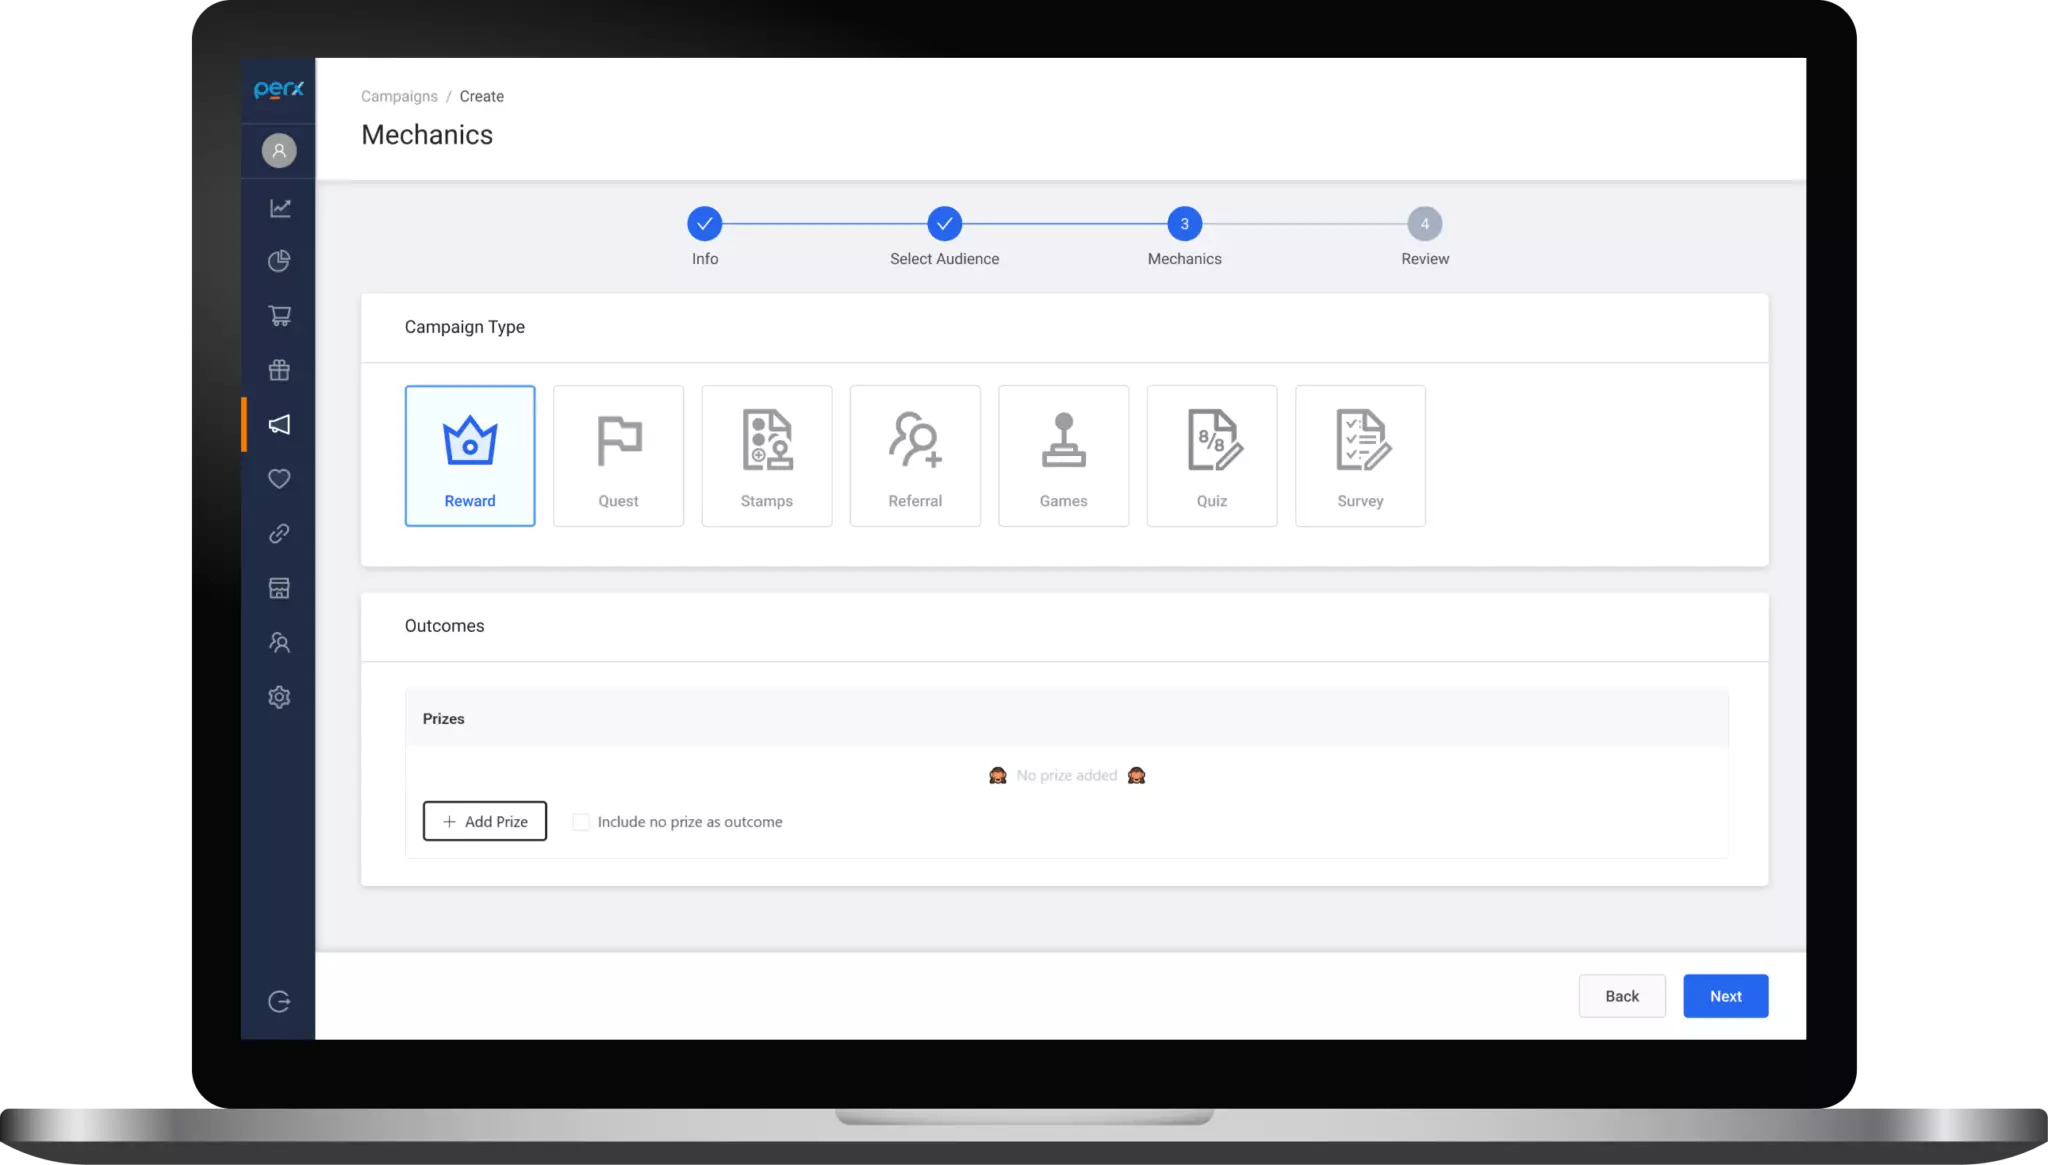 perx
Campaigns / Create
Mechanics
3
4
Info
Select Audience
Mechanics
Review
Campaign Type
8/8
Reward
Quest
Stamps
Referral
Games
Quiz
Survey
Outcomes
Prizes
No prize added
+ Add Prize
Include no prize as outcome
Back
Next